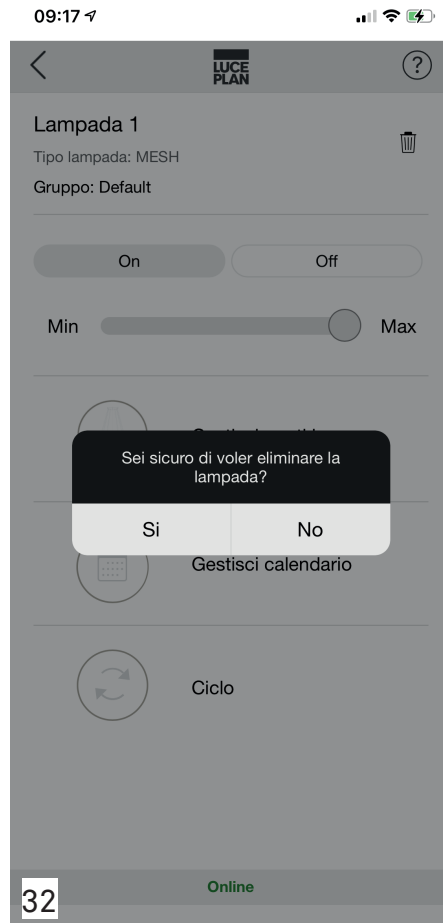 09:17
LUCE
PLAN
?
Lampada 1
Tipo lampada: MESH
Gruppo: Default
On Off
Min Max
Sei sicuro di voler eliminare la
lampada?
Si No
Gestisci calendario
Ciclo
Online
32